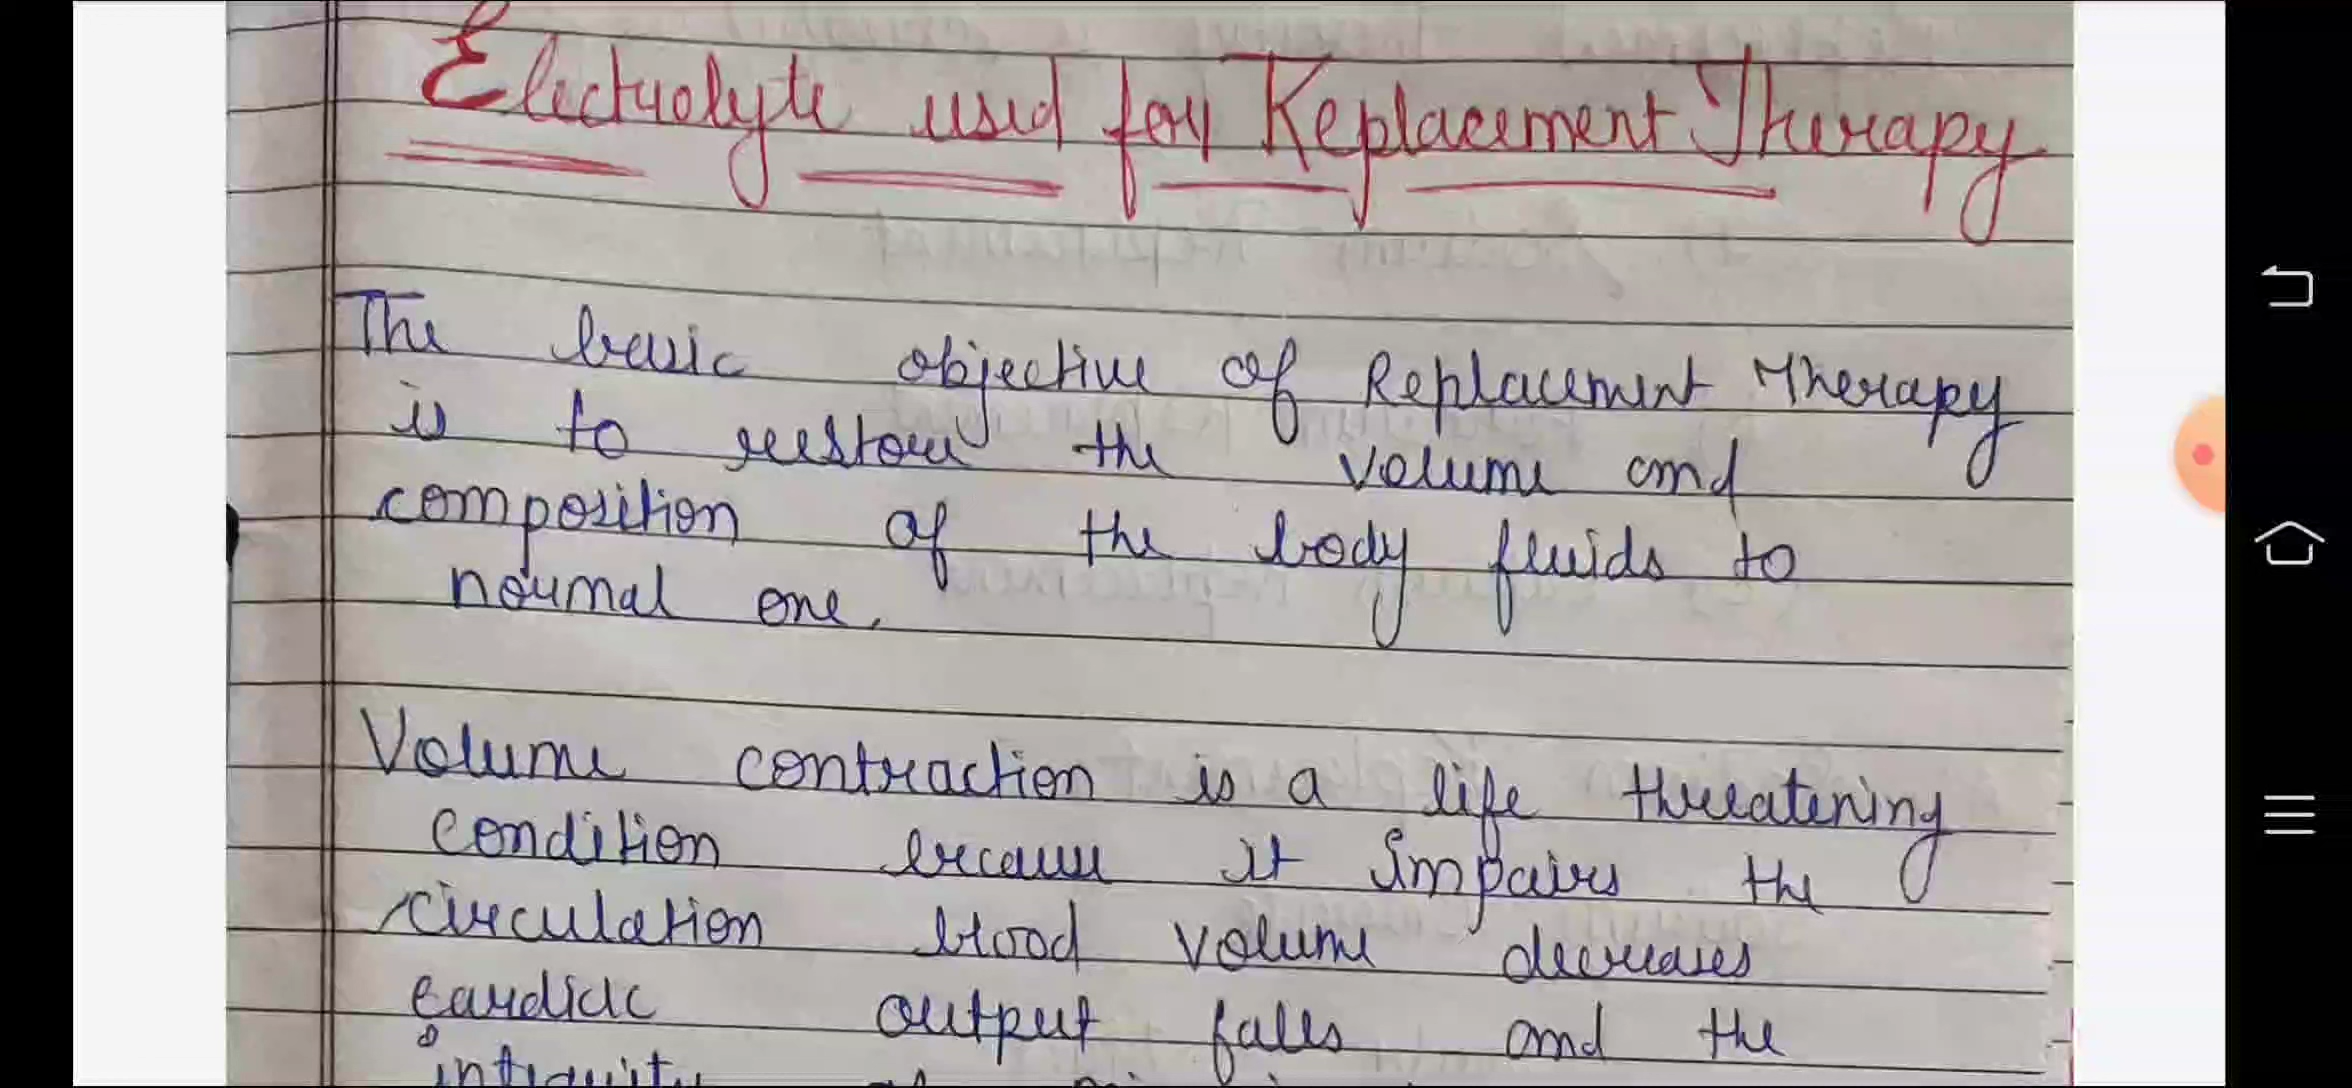 Electrolyte used for Replacement Therapy
The basic objective of Replacement Therapy
is to restore the volume and
composition of the body fluids to
normal one.
Volume contraction is a life threatening
condition because it impairs the
circulation blood volume decreases
cardiac output falls and the